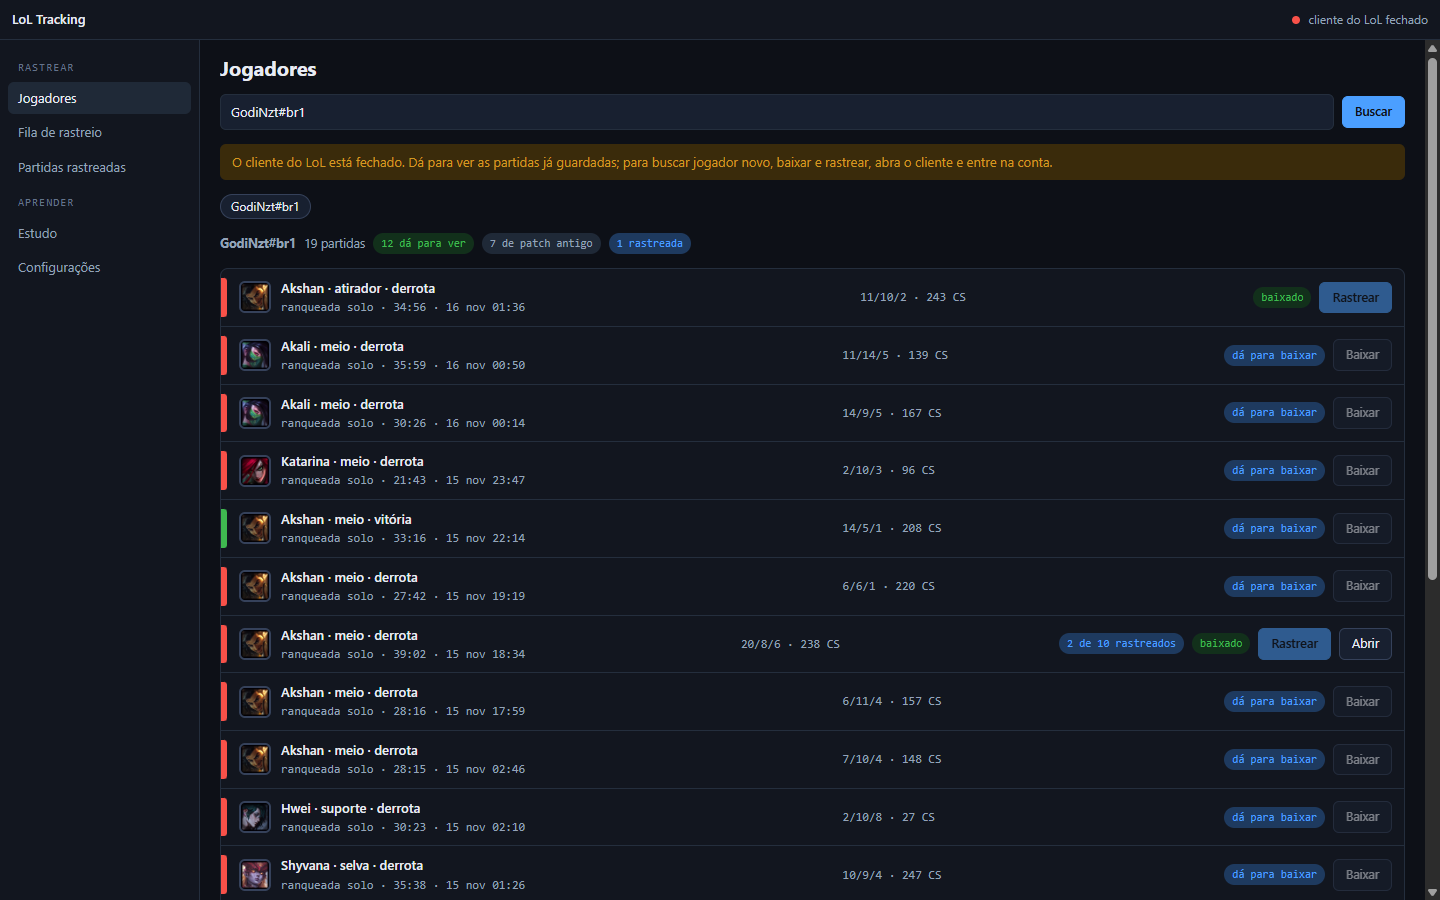 LoL Tracking
cliente do LoL fechado
RASTREAR
Jogadores
Fila de rastreio
Partidas rastreadas
APRENDER
Estudo
Configurações
Jogadores
GodiNzt#br1
Buscar
O cliente do LoL está fechado. Dá para ver as partidas já guardadas; para buscar jogador novo, baixar e rastrear, abra o cliente e entre na conta.
GodiNzt#br1
GodiNzt#br1 19 partidas 12 dá para ver 7 de patch antigo 1 rastreada
Akshan · atirador · derrota
ranqueada solo · 34:56 · 16 nov 01:36
11/10/2 · 243 CS
baixado
Rastrear
Akali · meio · derrota
ranqueada solo · 35:59 · 16 nov 00:50
11/14/5 · 139 CS
dá para baixar
Baixar
Akali · meio · derrota
ranqueada solo · 30:26 · 16 nov 00:14
14/9/5 · 167 CS
dá para baixar
Baixar
Katarina · meio · derrota
ranqueada solo · 21:43 · 15 nov 23:47
2/10/3 · 96 CS
dá para baixar
Baixar
Akshan · meio · vitória
ranqueada solo · 33:16 · 15 nov 22:14
14/5/1 · 208 CS
dá para baixar
Baixar
Akshan · meio · derrota
ranqueada solo · 27:42 · 15 nov 19:19
6/6/1 · 220 CS
dá para baixar
Baixar
Akshan · meio · derrota
ranqueada solo · 39:02 · 15 nov 18:34
20/8/6 · 238 CS
2 de 10 rastreados
baixado
Rastrear
Abrir
Akshan · meio · derrota
ranqueada solo · 28:16 · 15 nov 17:59
6/11/4 · 157 CS
dá para baixar
Baixar
Akshan · meio · derrota
ranqueada solo · 28:15 · 15 nov 02:46
7/10/4 · 148 CS
dá para baixar
Baixar
Hwei · suporte · derrota
ranqueada solo · 30:23 · 15 nov 02:10
2/10/8 · 27 CS
dá para baixar
Baixar
Shyvana · selva · derrota
ranqueada solo · 35:38 · 15 nov 01:26
10/9/4 · 247 CS
dá para baixar
Baixar